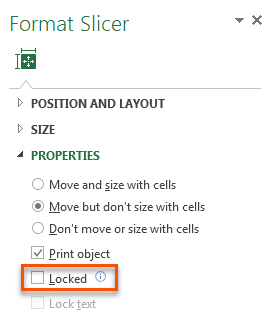 Format Slicer
POSITION AND LAYOUT
SIZE
PROPERTIES
Move and size with cells
Move but don't size with cells
Don't move or size with cells
Print object
Locked
Lock text